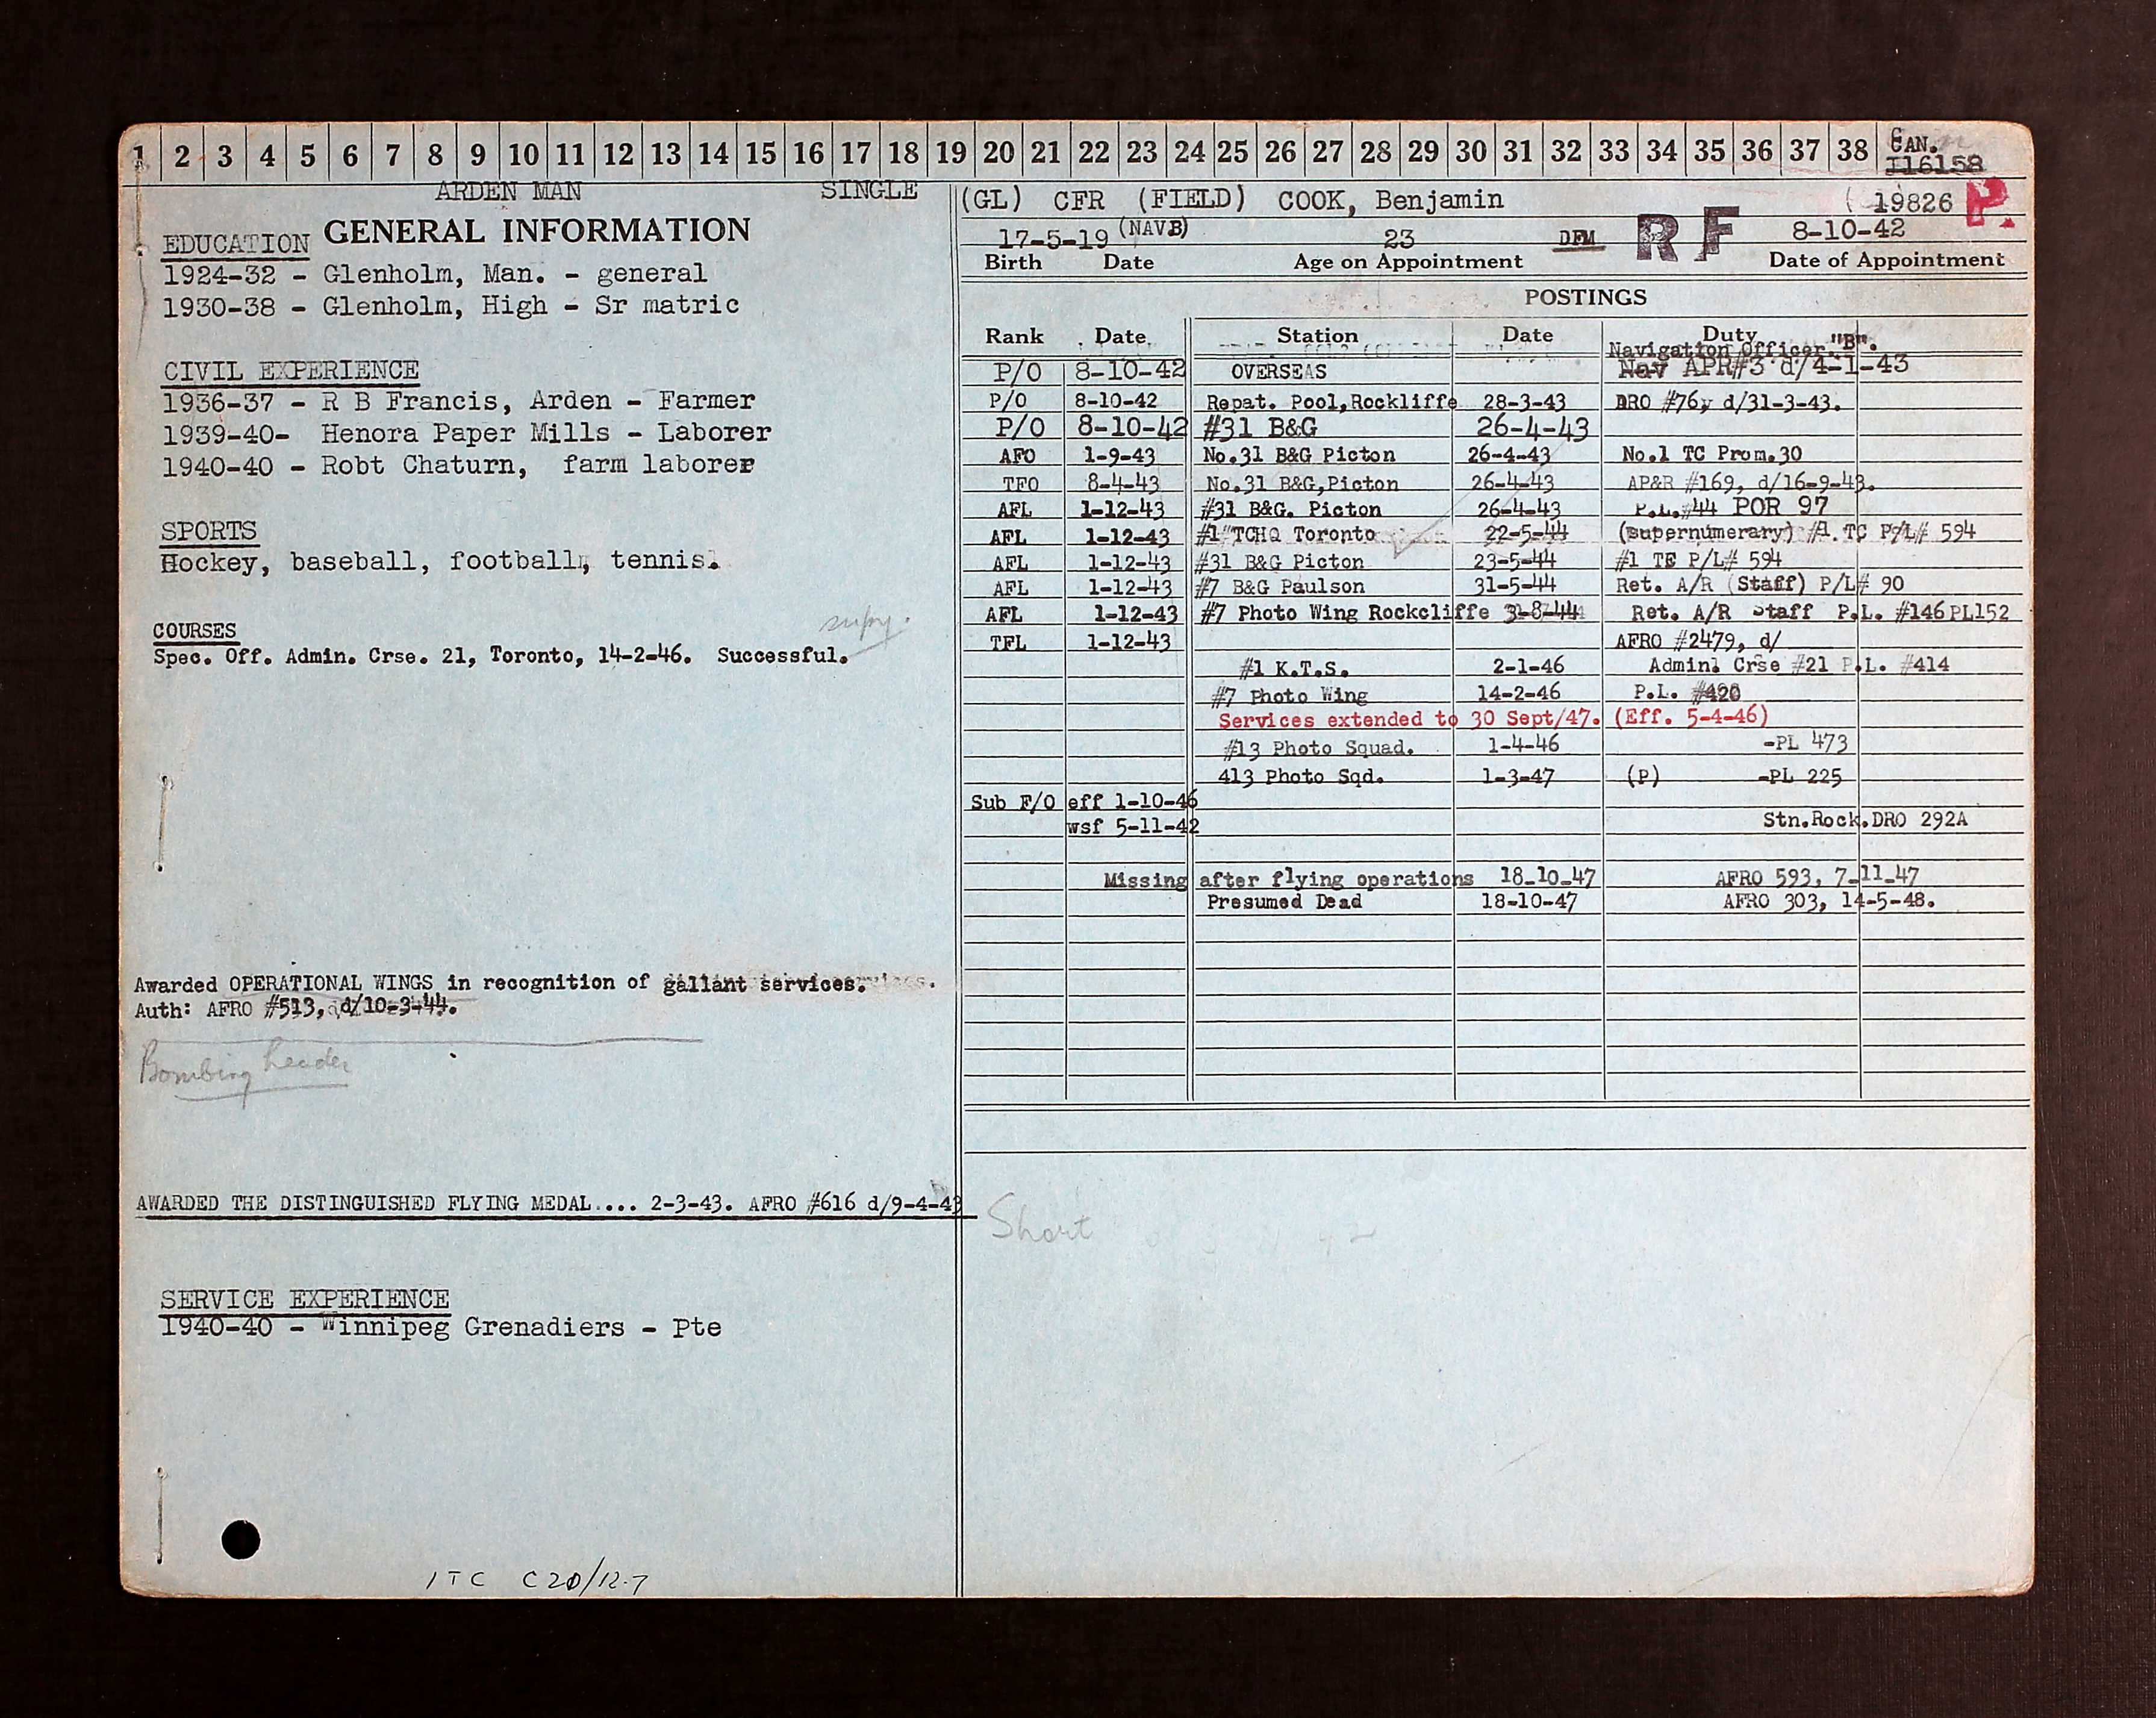 1 2 3 4 5 6 7 8 9 10 11 12 13 14 15 16 17 18 19 20 21 22 23 24 25 26 27 28 29 30 31 32 33 34 35 36 37 38 CAN.
I16158
ARDEN MAN SINGLE
GENERAL INFORMATION
EDUCATION
1924-32 - Glenholm, Man. - general
1930-38 - Glenholm, High - Sr matric
CIVIL EXPERIENCE
1936-37 - R B Francis, Arden - Farmer
1939-40- Henora Paper Mills - Laborer
1940-40 - Robt Chaturn, farm laborer
SPORTS
Hockey, baseball, football, tennis.
COURSES
Spec. Off. Admin. Crse. 21, Toronto, 14-2-46. Successful.
Awarded OPERATIONAL WINGS in recognition of gallant services.
Auth: AFRO #513, d/10-3-44.
Bombing Leader
AWARDED THE DISTINGUISHED FLYING MEDAL.... 2-3-43. AFRO #616 d/9-4-43
SERVICE EXPERIENCE
1940-40 - Winnipeg Grenadiers - Pte
1TC C20/12.7
(GL) CFR (FIELD) COOK, Benjamin 19826 P.
17-5-19 (NAVB) 23 DFM R F 8-10-42
Birth Date Age on Appointment Date of Appointment
POSTINGS
Rank Date Station Date Duty
Navigation Officer "B".
P/O 8-10-42 OVERSEAS Nav APR#3 d/4-1-43
P/O 8-10-42 Repat. Pool,Rockliffe 28-3-43 DRO #76, d/31-3-43.
P/O 8-10-42 #31 B&G 26-4-43
AFO 1-9-43 No.31 B&G Picton 26-4-43 No.1 TC Prom.30
TFO 8-4-43 No.31 B&G,Picton 26-4-43 AP&R #169, d/16-9-43.
AFL 1-12-43 #31 B&G. Picton 26-4-43 P.L.#44 POR 97
AFL 1-12-43 #1 TCHQ Toronto 22-5-44 (supernumerary) #1. TC P/L# 594
AFL 1-12-43 #31 B&G Picton 23-5-44 #1 TE P/L# 594
AFL 1-12-43 #7 B&G Paulson 31-5-44 Ret. A/R (Staff) P/L# 90
AFL 1-12-43 #7 Photo Wing Rockcliffe 3-8-44 Ret. A/R Staff P.L. #146 PL152
TFL 1-12-43 AFRO #2479, d/
#1 K.T.S. 2-1-46 Admin. Crse #21 P.L. #414
#7 Photo Wing 14-2-46 P.L. #420
Services extended to 30 Sept/47. (Eff. 5-4-46)
#13 Photo Squad. 1-4-46 -PL 473
413 Photo Sqd. 1-3-47 (P) -PL 225
Sub F/O eff 1-10-46
wsf 5-11-42 Stn.Rock.DRO 292A
Missing after flying operations 18-10-47 AFRO 593, 7-11-47
Presumed Dead 18-10-47 AFRO 303, 14-5-48.
Short